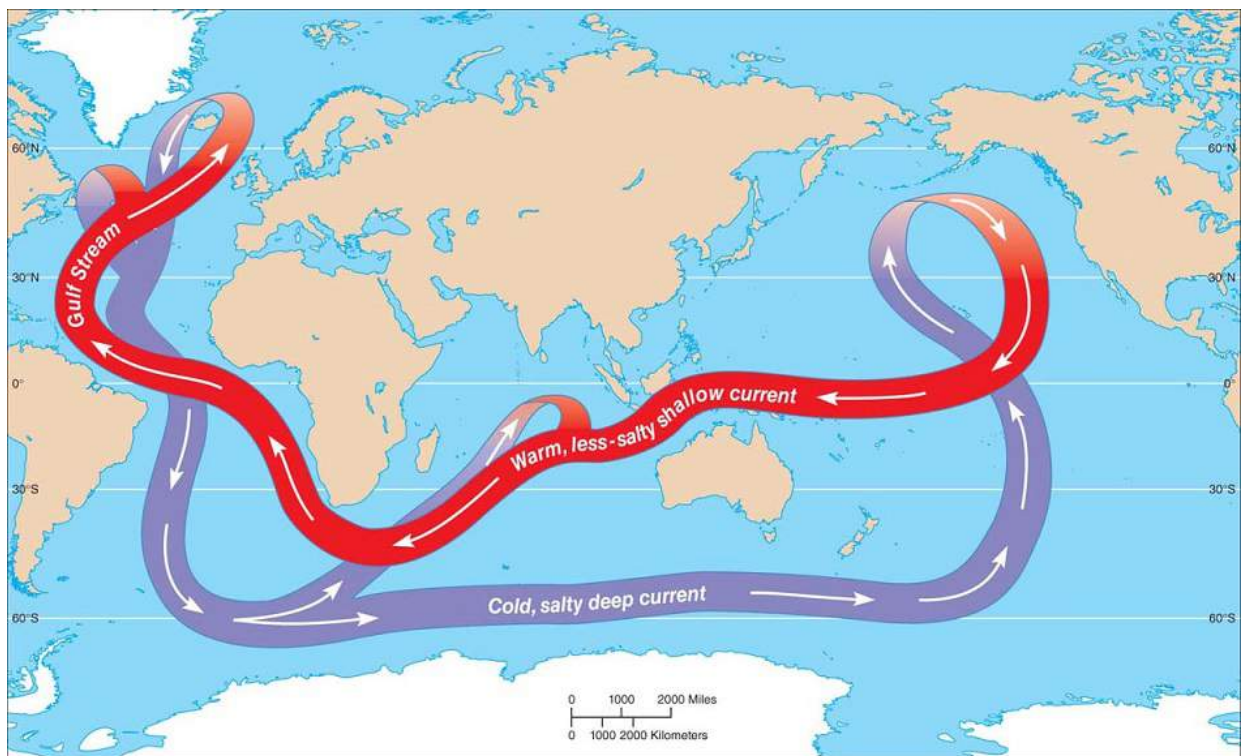 60°N
60°N
Gulf Stream
30°N
30°N
0°
0°
Warm, less-salty shallow current
30°S
30°S
Cold, salty deep current
60°S
60°S
0 1000 2000 Miles
0 1000 2000 Kilometers